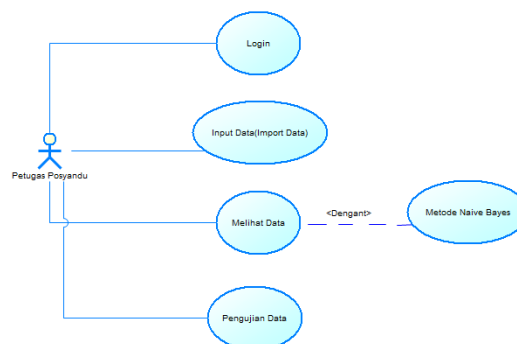 Login
Input Data(Import Data)
Petugas Posyandu
Melihat Data
<Dengant>
Metode Naive Bayes
Pengujian Data